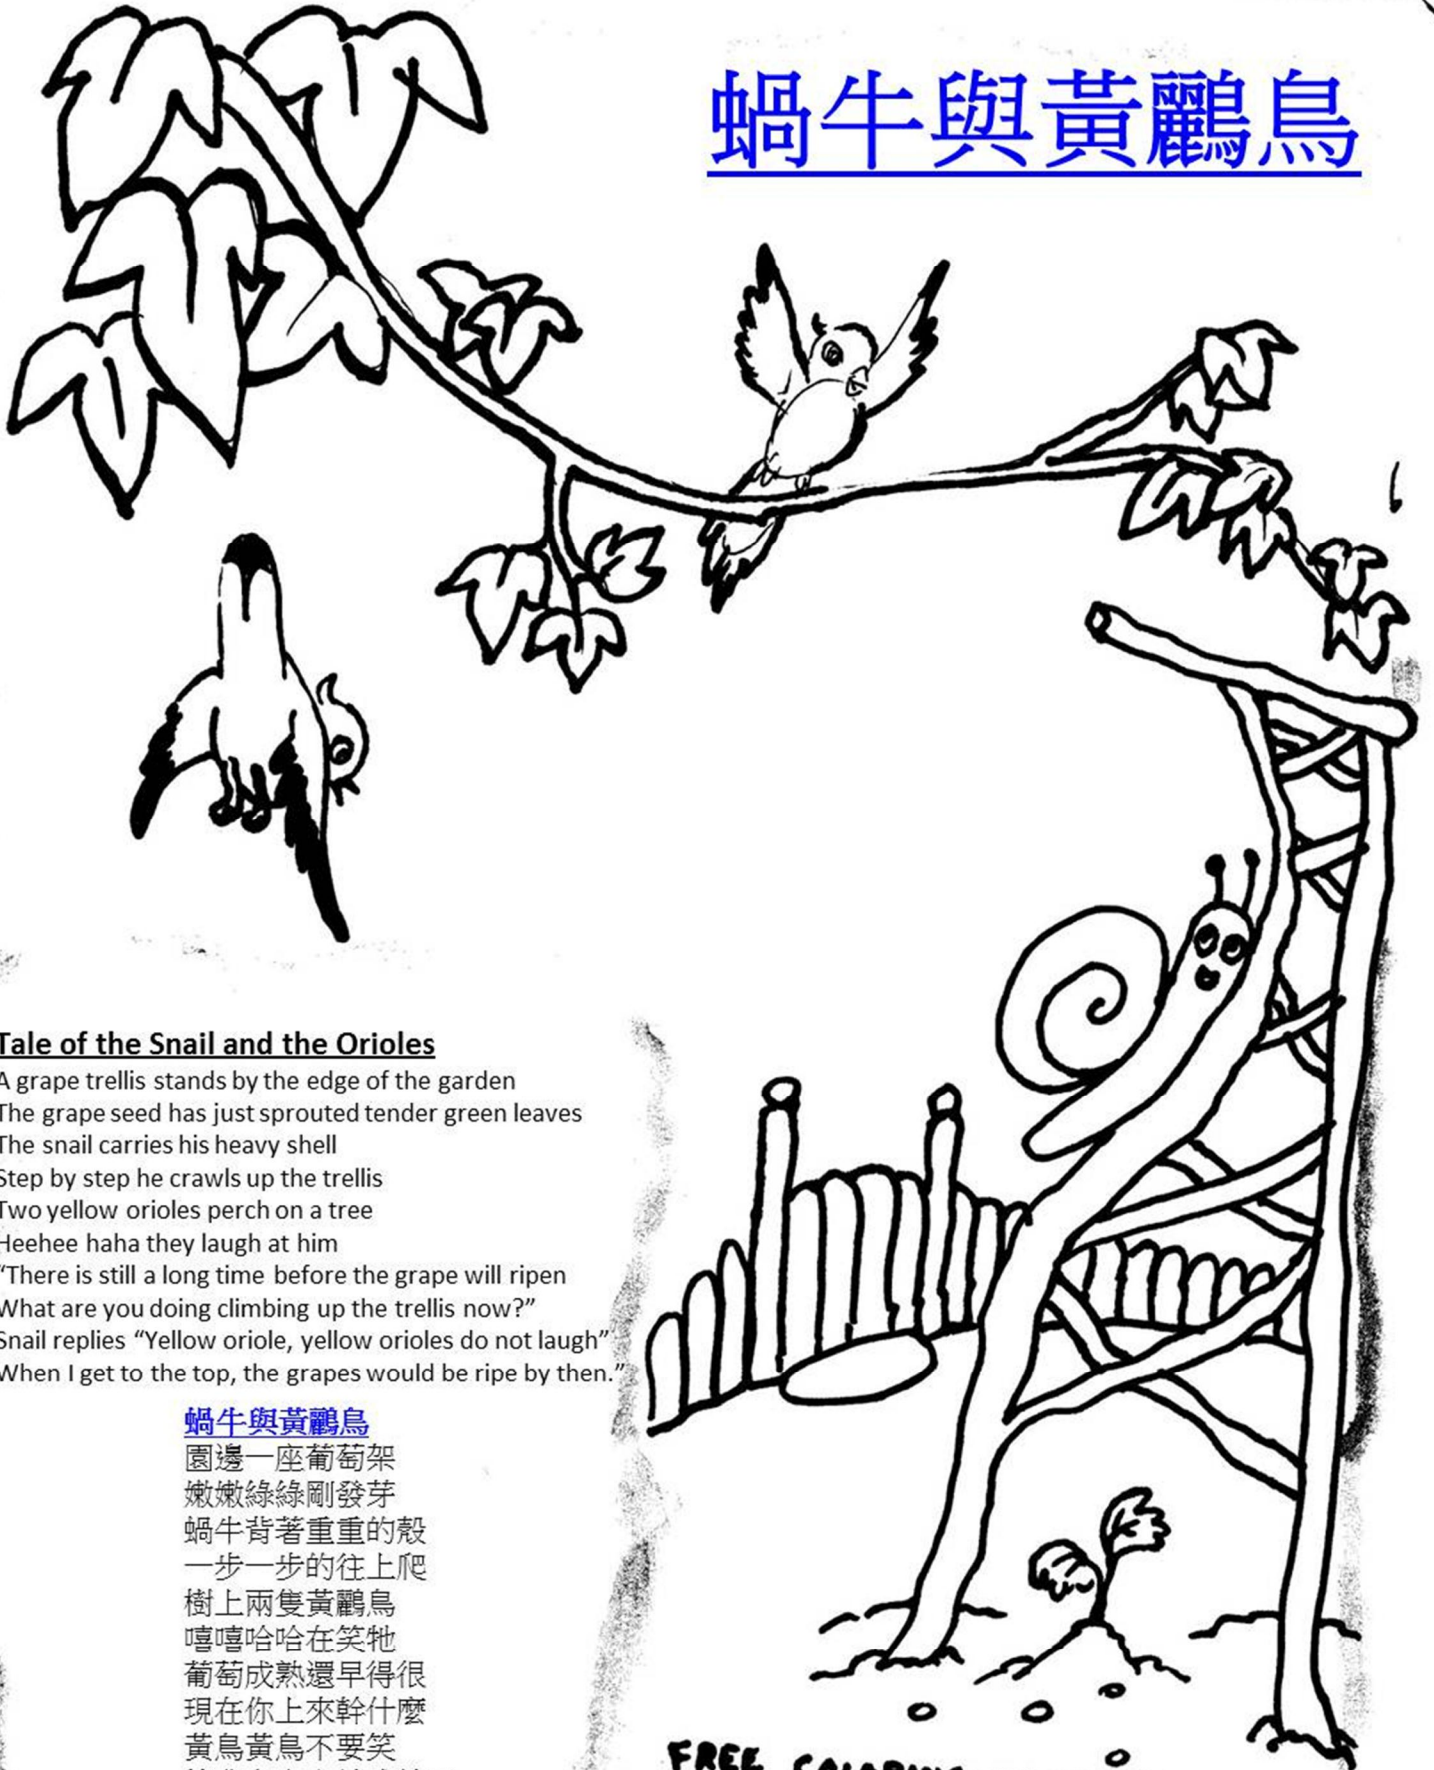 蝸牛與黃鸝鳥
Tale of the Snail and the Orioles
A grape trellis stands by the edge of the garden
The grape seed has just sprouted tender green leaves
The snail carries his heavy shell
Step by step he crawls up the trellis
Two yellow orioles perch on a tree
Heehee haha they laugh at him
“There is still a long time before the grape will ripen
What are you doing climbing up the trellis now?”
Snail replies “Yellow oriole, yellow orioles do not laugh”
When I get to the top, the grapes would be ripe by then.”
蝸牛與黃鸝鳥
園邊一座葡萄架
嫩嫩綠綠剛發芽
蝸牛背著重重的殼
一步一步的往上爬
樹上兩隻黃鸝鳥
嘻嘻哈哈在笑牠
葡萄成熟還早得很
現在你上來幹什麼
黃鳥黃鳥不要笑
FREE COLORING